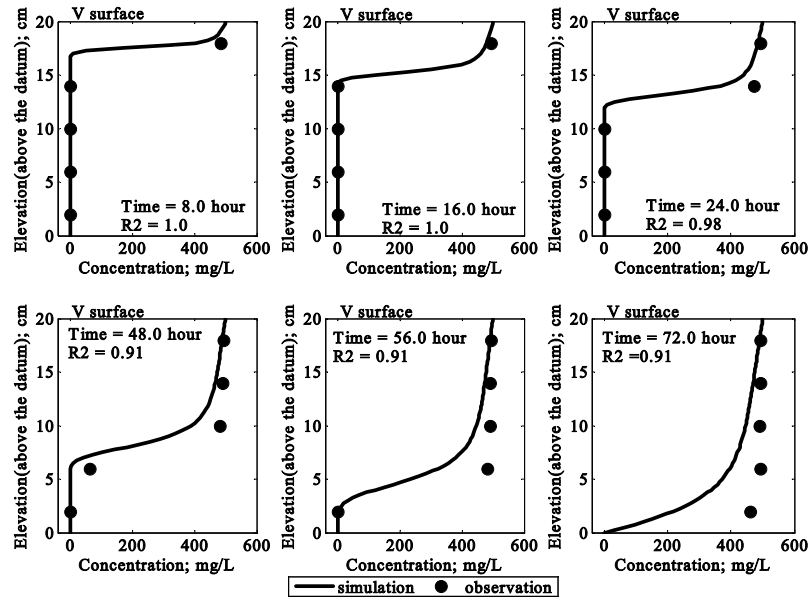 V surface
20
15
10
5
0
Elevation(above the datum); cm
Time = 8.0 hour
R2 = 1.0
0 200 400 600
Concentration; mg/L
V surface
20
15
10
5
0
Elevation(above the datum); cm
Time = 16.0 hour
R2 = 1.0
0 200 400 600
Concentration; mg/L
V surface
20
15
10
5
0
Elevation(above the datum); cm
Time = 24.0 hour
R2 = 0.98
0 200 400 600
Concentration; mg/L
V surface
20
15
10
5
0
Elevation(above the datum); cm
Time = 48.0 hour
R2 = 0.91
0 200 400 600
Concentration; mg/L
V surface
20
15
10
5
0
Elevation(above the datum); cm
Time = 56.0 hour
R2 = 0.91
0 200 400 600
Concentration; mg/L
V surface
20
15
10
5
0
Elevation(above the datum); cm
Time = 72.0 hour
R2 =0.91
0 200 400 600
Concentration; mg/L
simulation observation